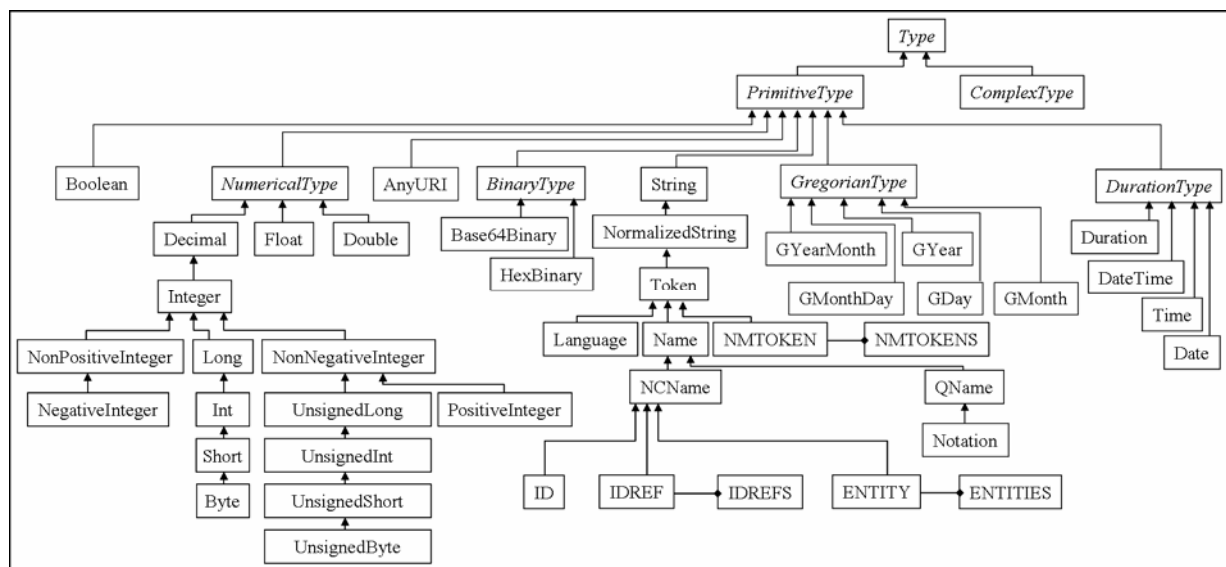 Type
PrimitiveType
ComplexType
Boolean
NumericalType
AnyURI
BinaryType
String
GregorianType
DurationType
Decimal
Float
Double
Base64Binary
NormalizedString
GYearMonth
GYear
Duration
HexBinary
DateTime
Integer
Token
GMonthDay
GDay
GMonth
Time
Language
Name
NMTOKEN
NMTOKENS
Date
NonPositiveInteger
Long
NonNegativeInteger
NCName
QName
NegativeInteger
Int
UnsignedLong
PositiveInteger
Notation
Short
UnsignedInt
ID
IDREF
IDREFS
ENTITY
ENTITIES
Byte
UnsignedShort
UnsignedByte